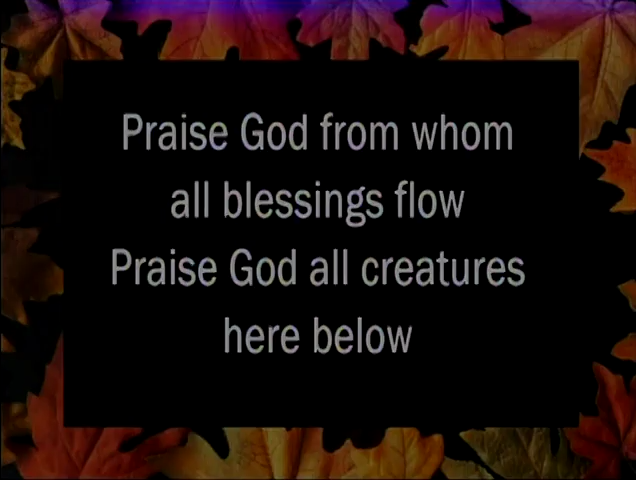 Praise God from whom
all blessings flow
Praise God all creatures
here below